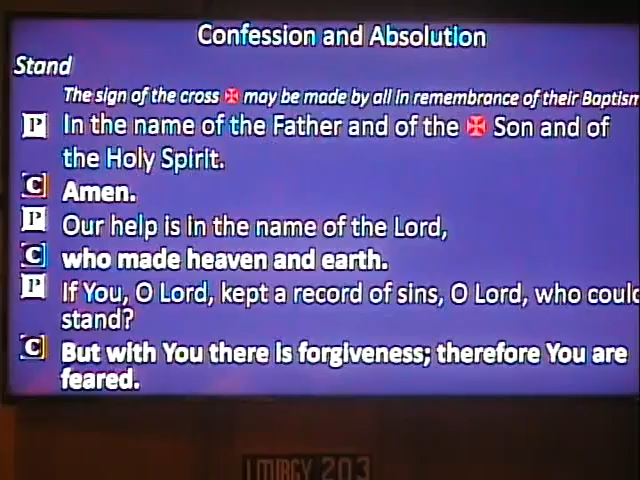 Confession and Absolution
Stand
The sign of the cross ✠ may be made by all in remembrance of their Baptism
P In the name of the Father and of the ✠ Son and of
the Holy Spirit.
C Amen.
P Our help is in the name of the Lord,
C who made heaven and earth.
P If You, O Lord, kept a record of sins, O Lord, who could
stand?
C But with You there is forgiveness; therefore You are
feared.
LITURGY 203